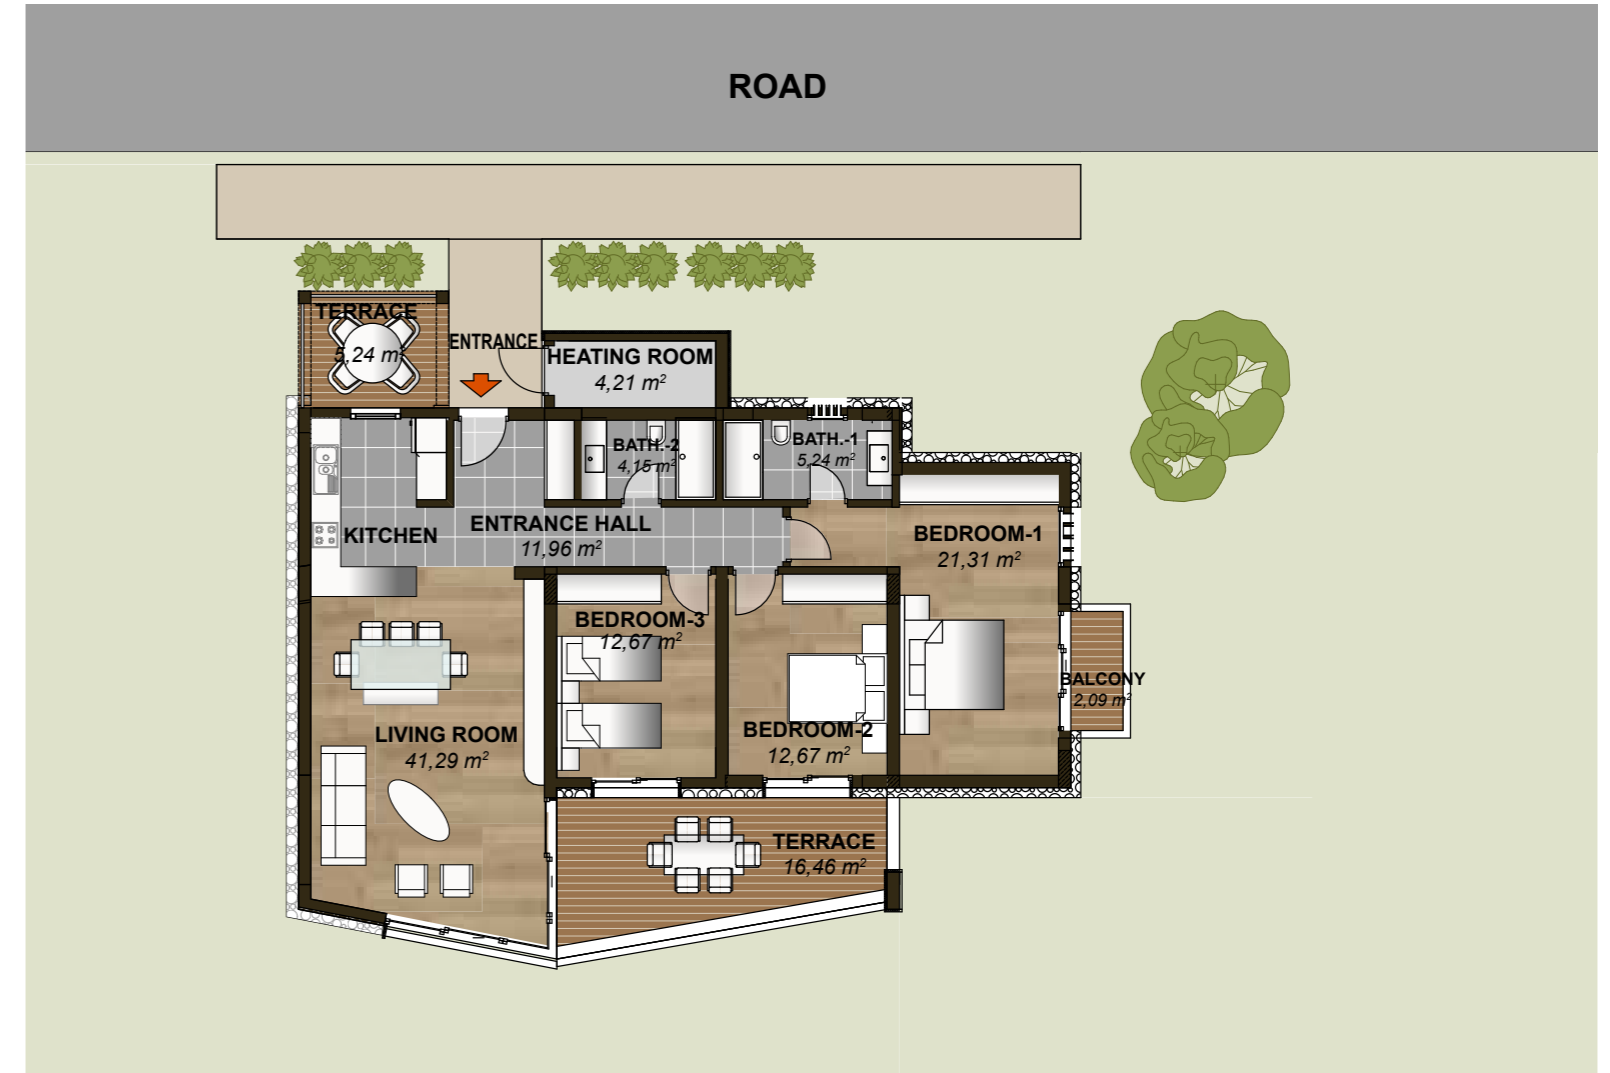 ROAD
TERRACE
5,24 m²
ENTRANCE
HEATING ROOM
4,21 m²
BATH.-2
4,15 m²
BATH.-1
5,24 m²
KITCHEN
ENTRANCE HALL
11,96 m²
BEDROOM-1
21,31 m²
BEDROOM-3
12,67 m²
BALCONY
2,09 m²
LIVING ROOM
41,29 m²
BEDROOM-2
12,67 m²
TERRACE
16,46 m²